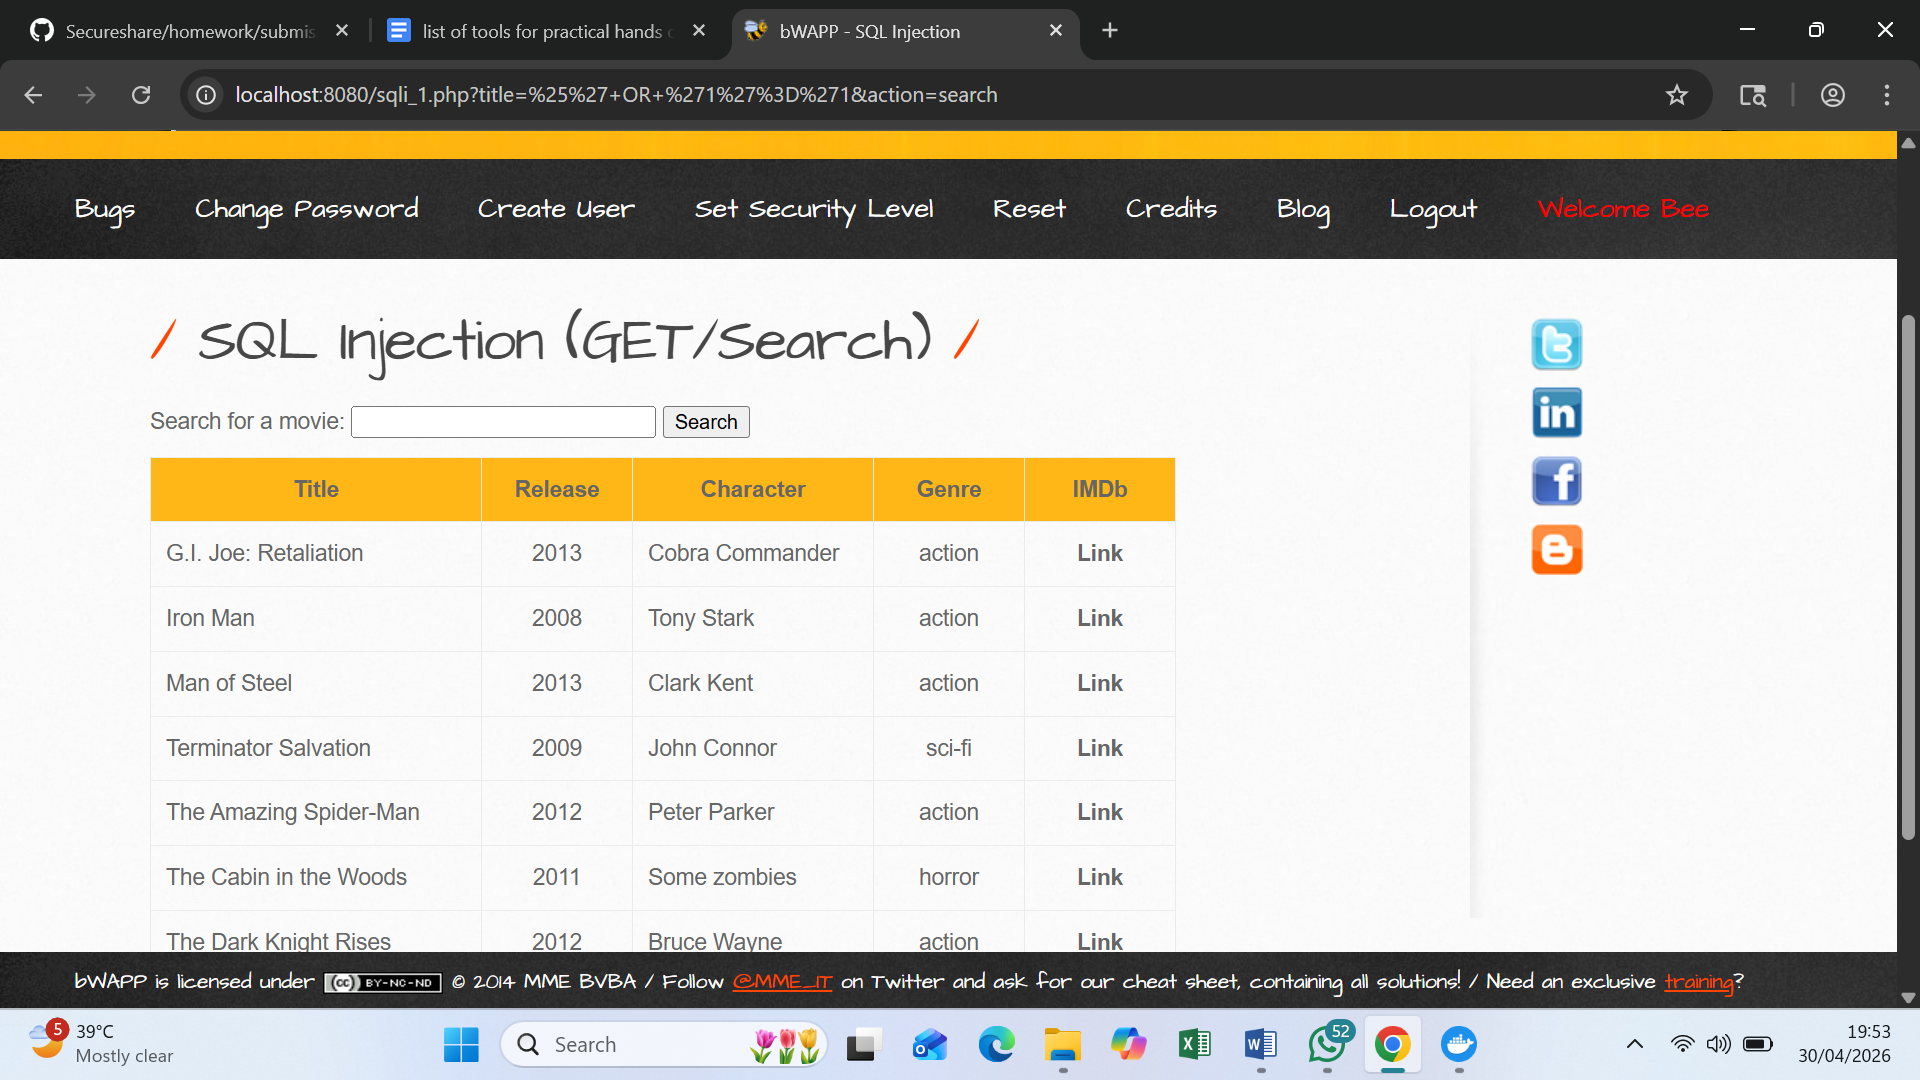 Secureshare/homework/submis
list of tools for practical hands
bWAPP - SQL Injection
localhost:8080/sqli_1.php?title=%25%27+OR+%271%27%3D%271&action=search
Bugs Change Password Create User Set Security Level Reset Credits Blog Logout Welcome Bee
/ SQL Injection (GET/Search) /
Search for a movie: Search
Title Release Character Genre IMDb
G.I. Joe: Retaliation 2013 Cobra Commander action Link
Iron Man 2008 Tony Stark action Link
Man of Steel 2013 Clark Kent action Link
Terminator Salvation 2009 John Connor sci-fi Link
The Amazing Spider-Man 2012 Peter Parker action Link
The Cabin in the Woods 2011 Some zombies horror Link
The Dark Knight Rises 2012 Bruce Wayne action Link
bWAPP is licensed under (cc) BY-NC-ND © 2014 MME BVBA / Follow @MME_IT on Twitter and ask for our cheat sheet, containing all solutions! / Need an exclusive training?
5 39°C
Mostly clear
Search
52
19:53
30/04/2026